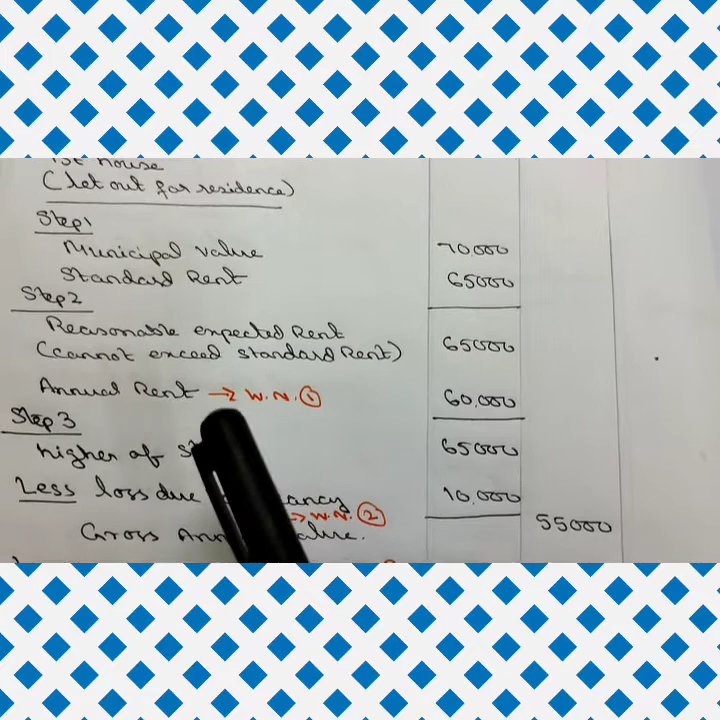 1st house
(let out for residence)
Step1
Municipal value 70,000
Standard Rent 65000
Step2
Reasonable expected Rent
(cannot exceed standard Rent) 65000
Annual Rent → W.N. ① 60,000
Step 3
higher of 65000
Less loss due 10,000
→ W.N. ②
Gross 55000